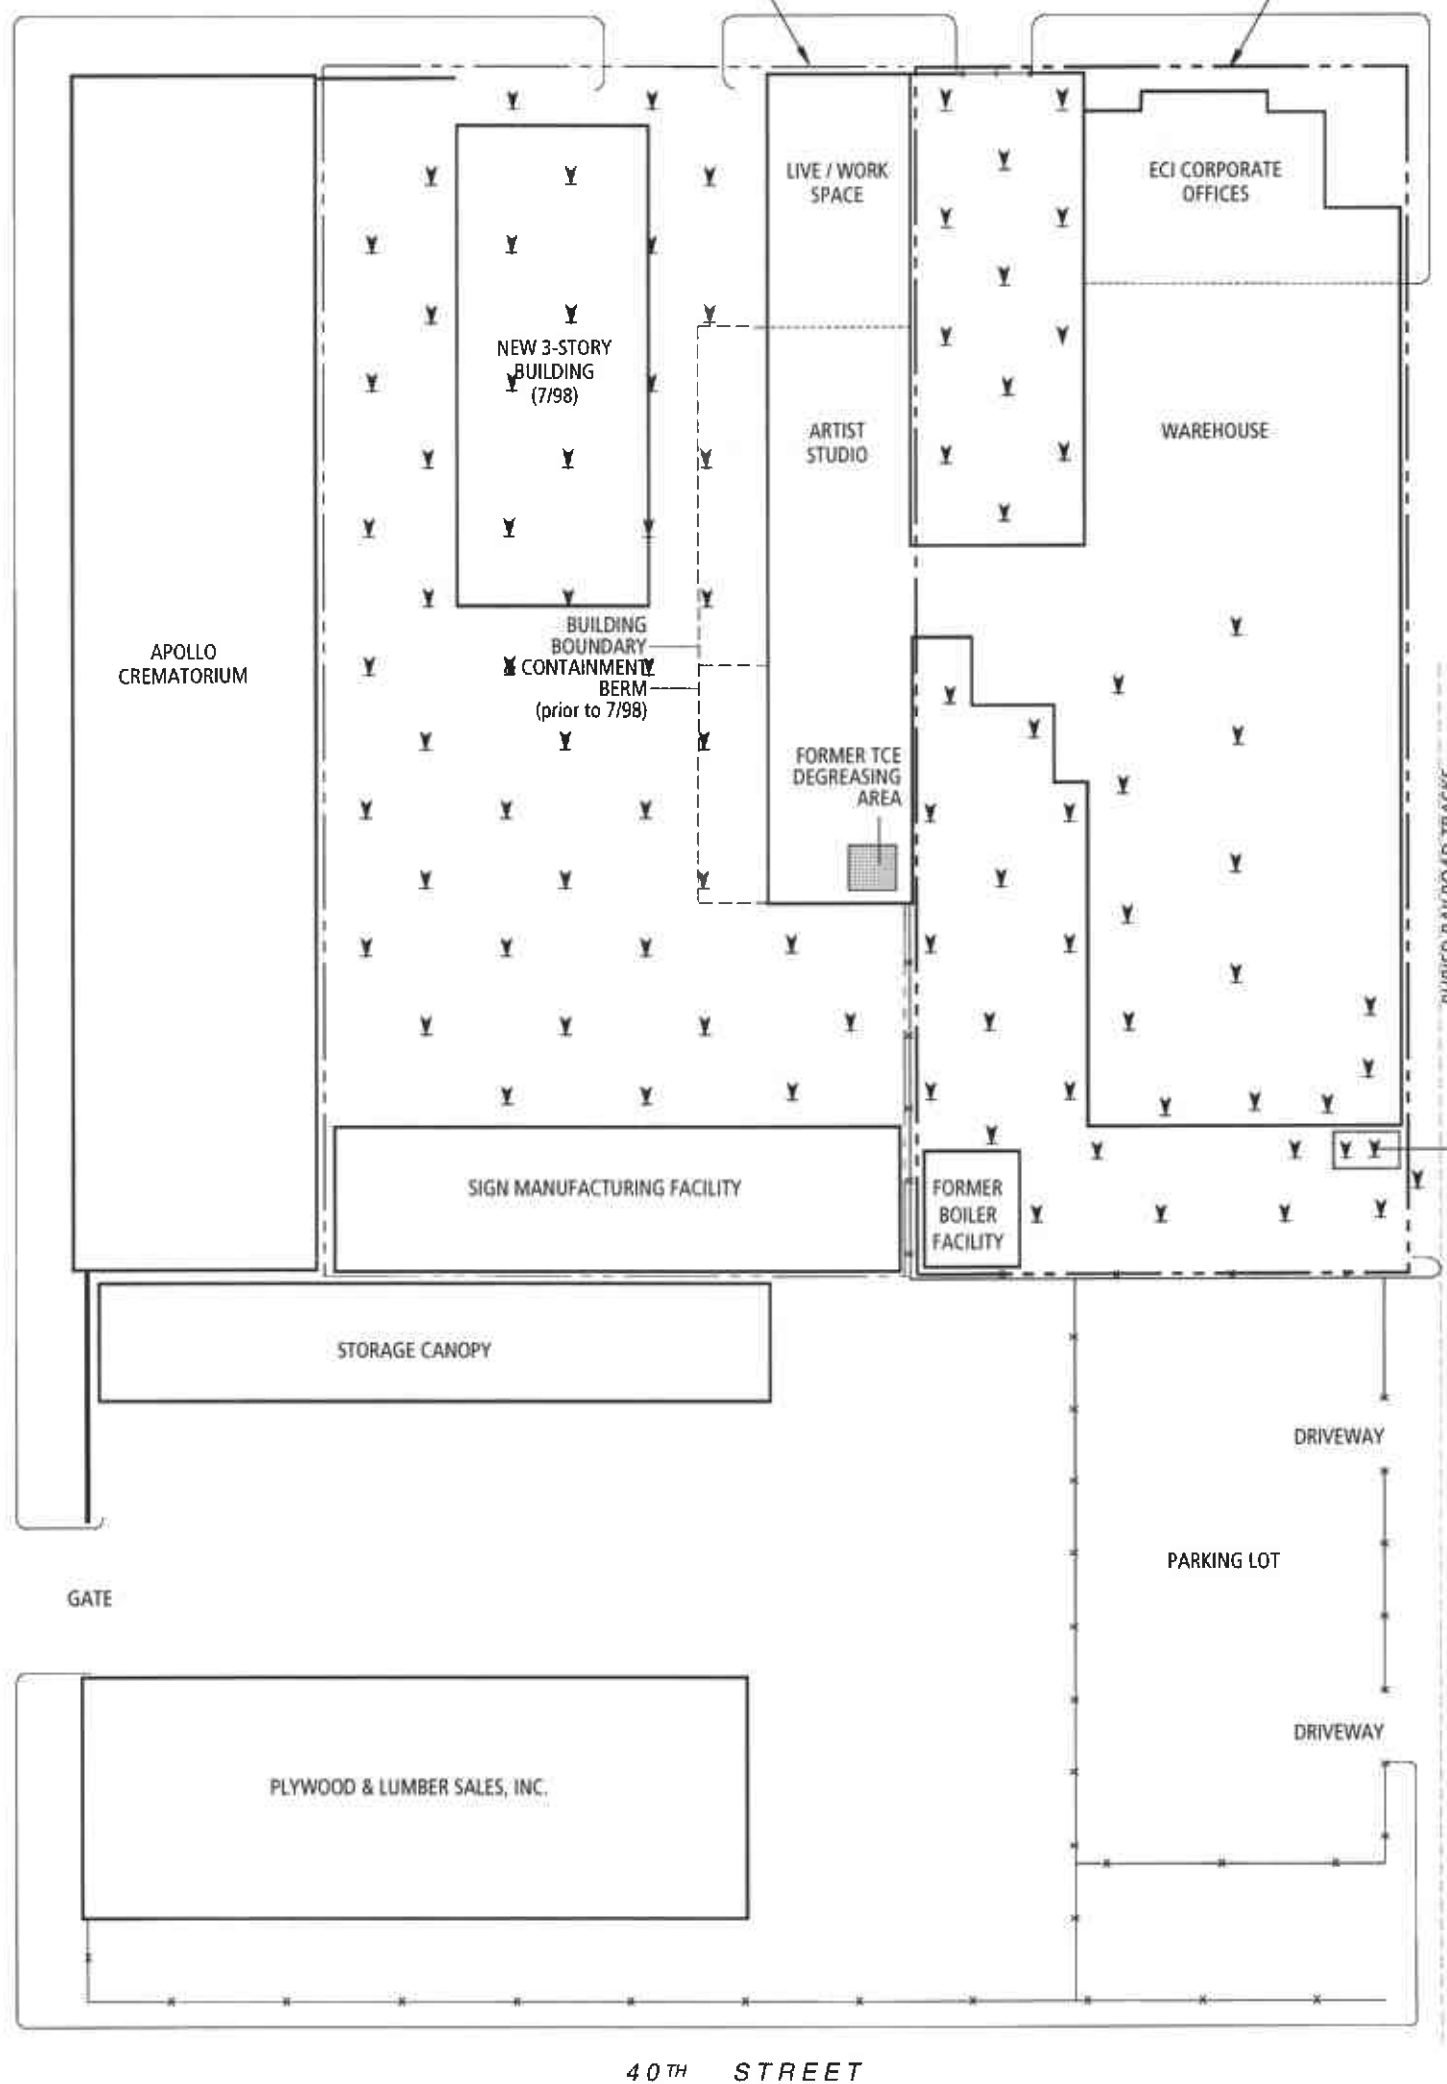 LIVE / WORK
SPACE
ECI CORPORATE
OFFICES
NEW 3-STORY
BUILDING
(7/98)
ARTIST
STUDIO
WAREHOUSE
APOLLO
CREMATORIUM
BUILDING
BOUNDARY
& CONTAINMENT
BERM
(prior to 7/98)
FORMER TCE
DEGREASING
AREA
SIGN MANUFACTURING FACILITY
FORMER
BOILER
FACILITY
STORAGE CANOPY
DRIVEWAY
PARKING LOT
GATE
DRIVEWAY
PLYWOOD & LUMBER SALES, INC.
40TH STREET